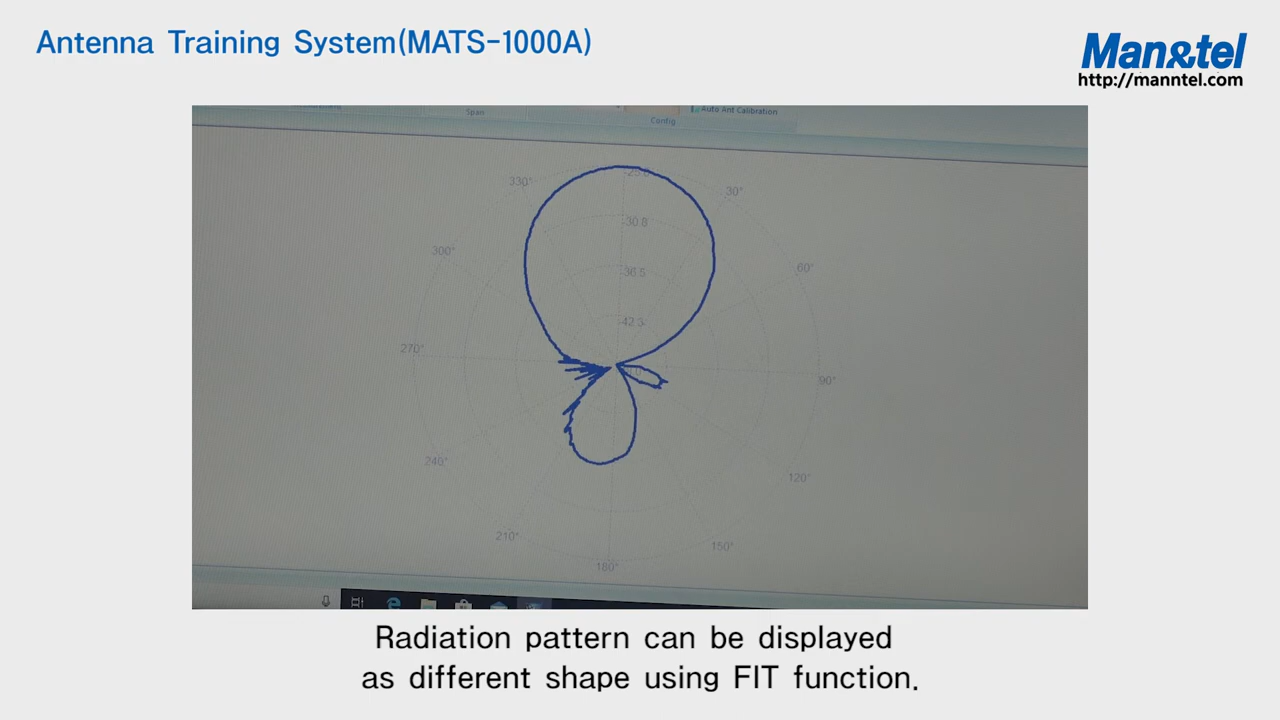 Antenna Training System(MATS-1000A)
Man&tel
http://manntel.com
Auto Ant Calibration
Span
Config
-25.0
330°
30°
-30.8
300°
60°
-36.5
-42.3
270°
90°
240°
120°
210°
150°
180°
Radiation pattern can be displayed
as different shape using FIT function.